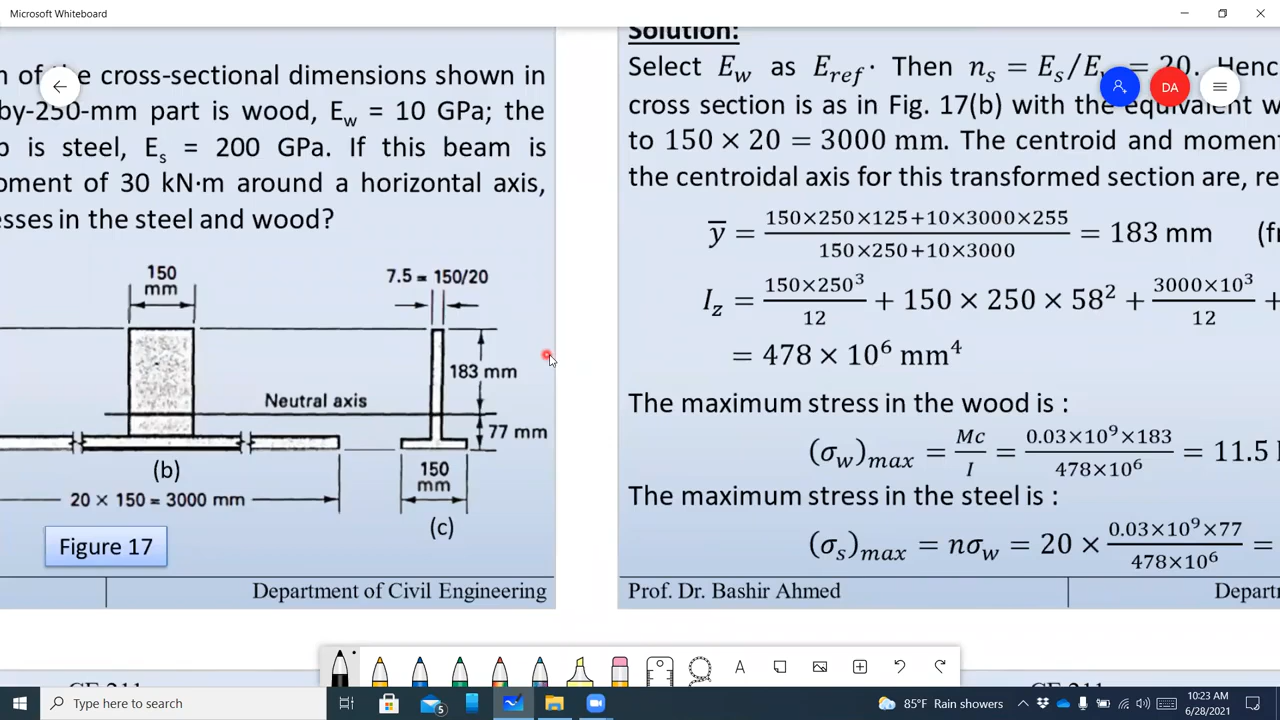 Microsoft Whiteboard
of the cross-sectional dimensions shown in
by-250-mm part is wood, Ew = 10 GPa; the
is steel, Es = 200 GPa. If this beam is
oment of 30 kN·m around a horizontal axis,
esses in the steel and wood?
150
mm
7.5 = 150/20
183 mm
Neutral axis
77 mm
(b)
150
mm
20 × 150 = 3000 mm
(c)
Figure 17
Department of Civil Engineering
Solution:
Select E_w as E_ref. Then n_s = E_s/E = 20. Henc
cross section is as in Fig. 17(b) with the equivalent w
to 150 × 20 = 3000 mm. The centroid and momen
the centroidal axis for this transformed section are, re
ȳ = (150×250×125+10×3000×255)/(150×250+10×3000) = 183 mm (fr
I_z = 150×250³/12 + 150 × 250 × 58² + 3000×10³/12 +
= 478 × 10⁶ mm⁴
The maximum stress in the wood is :
(σ_w)_max = Mc/I = 0.03×10⁹×183/478×10⁶ = 11.5
The maximum stress in the steel is :
(σ_s)_max = nσ_w = 20 × 0.03×10⁹×77/478×10⁶ =
Prof. Dr. Bashir Ahmed
Depart
DA
CE 211
CE 211
A
Type here to search
5
85°F Rain showers
10:23 AM
6/28/2021